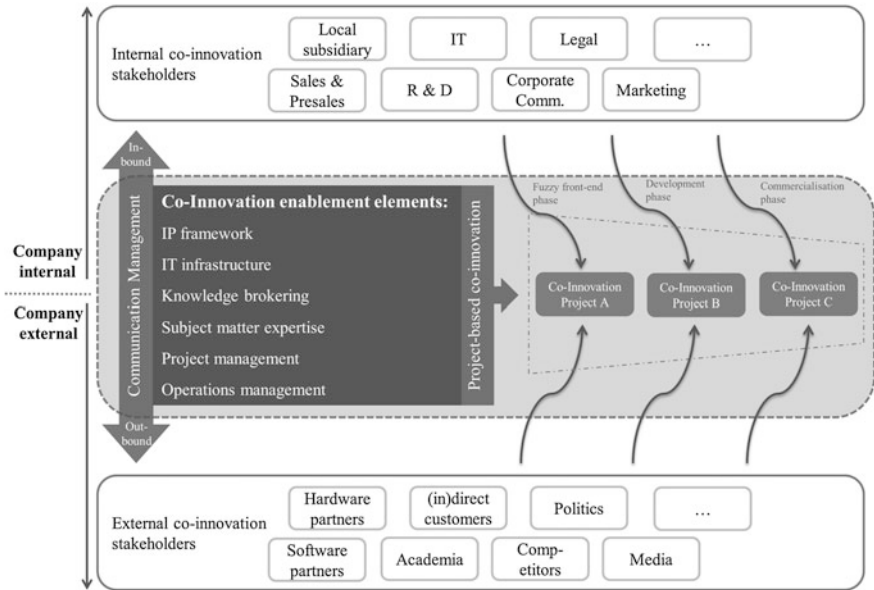 Internal co-innovation
stakeholders
Local
subsidiary
IT
Legal
...
Sales &
Presales
R & D
Corporate
Comm.
Marketing
In-
bound
Communication Management
Out-
bound
Company
internal
Company
external
Co-Innovation enablement elements:
IP framework
IT infrastructure
Knowledge brokering
Subject matter expertise
Project management
Operations management
Project-based co-innovation
Fuzzy front-end
phase
Development
phase
Commercialisation
phase
Co-Innovation
Project A
Co-Innovation
Project B
Co-Innovation
Project C
External co-innovation
stakeholders
Hardware
partners
(in)direct
customers
Politics
...
Software
partners
Academia
Comp-
etitors
Media